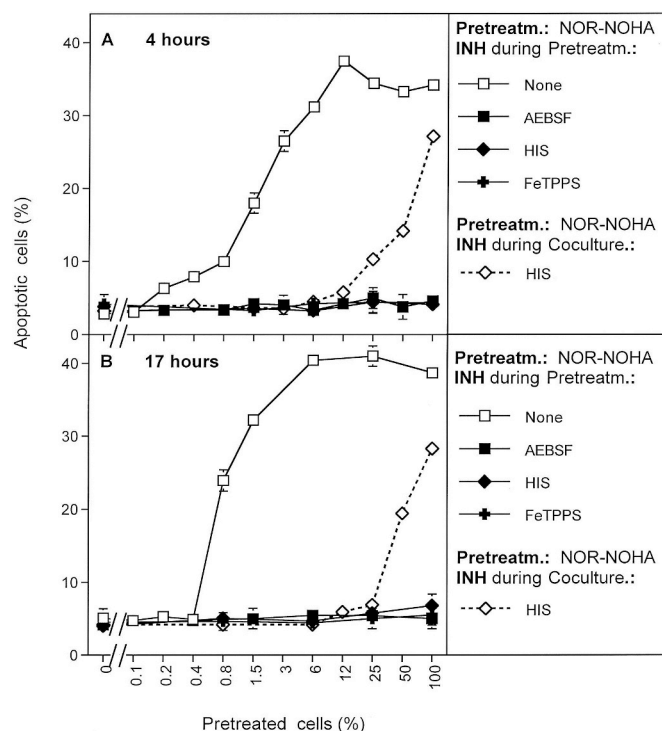 A 4 hours
40
30
20
10
0
Apoptotic cells (%)
Pretreatm.: NOR-NOHA
INH during Pretreatm.:
None
AEBSF
HIS
FeTPPS
Pretreatm.: NOR-NOHA
INH during Coculture.:
HIS
B 17 hours
40
30
20
10
0
0
0.1
0.2
0.4
0.8
1.5
3
6
12
25
50
100
Pretreated cells (%)
Pretreatm.: NOR-NOHA
INH during Pretreatm.:
None
AEBSF
HIS
FeTPPS
Pretreatm.: NOR-NOHA
INH during Coculture.:
HIS